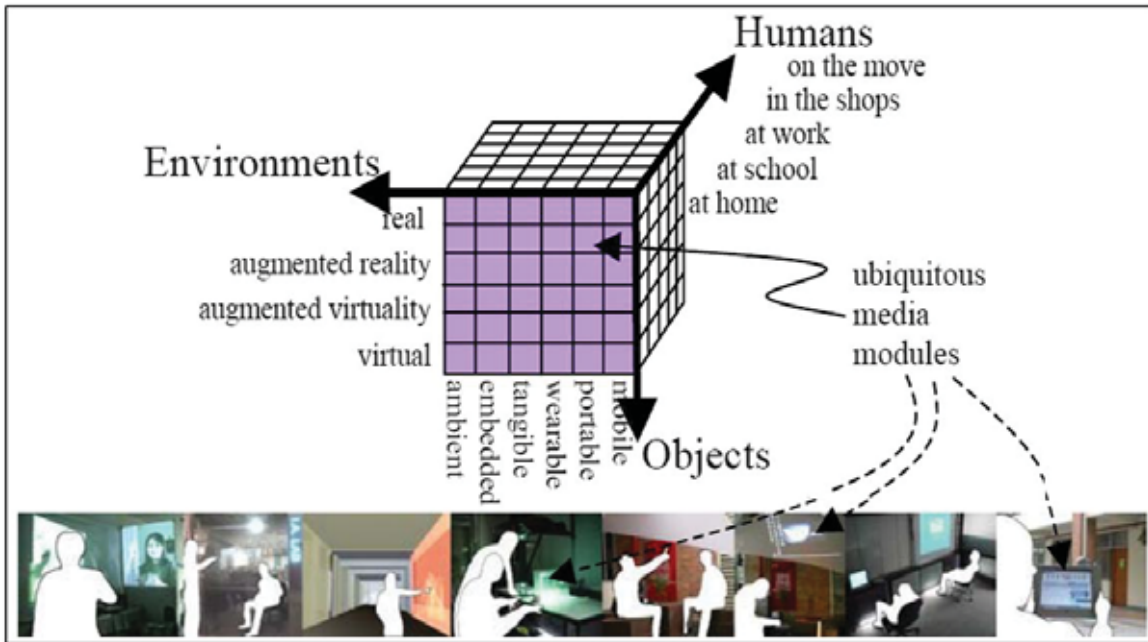 Humans
on the move
in the shops
at work
at school
at home
Environments
real
augmented reality
augmented virtuality
virtual
ubiquitous
media
modules
ambient
embedded
tangible
wearable
portable
mobile
Objects